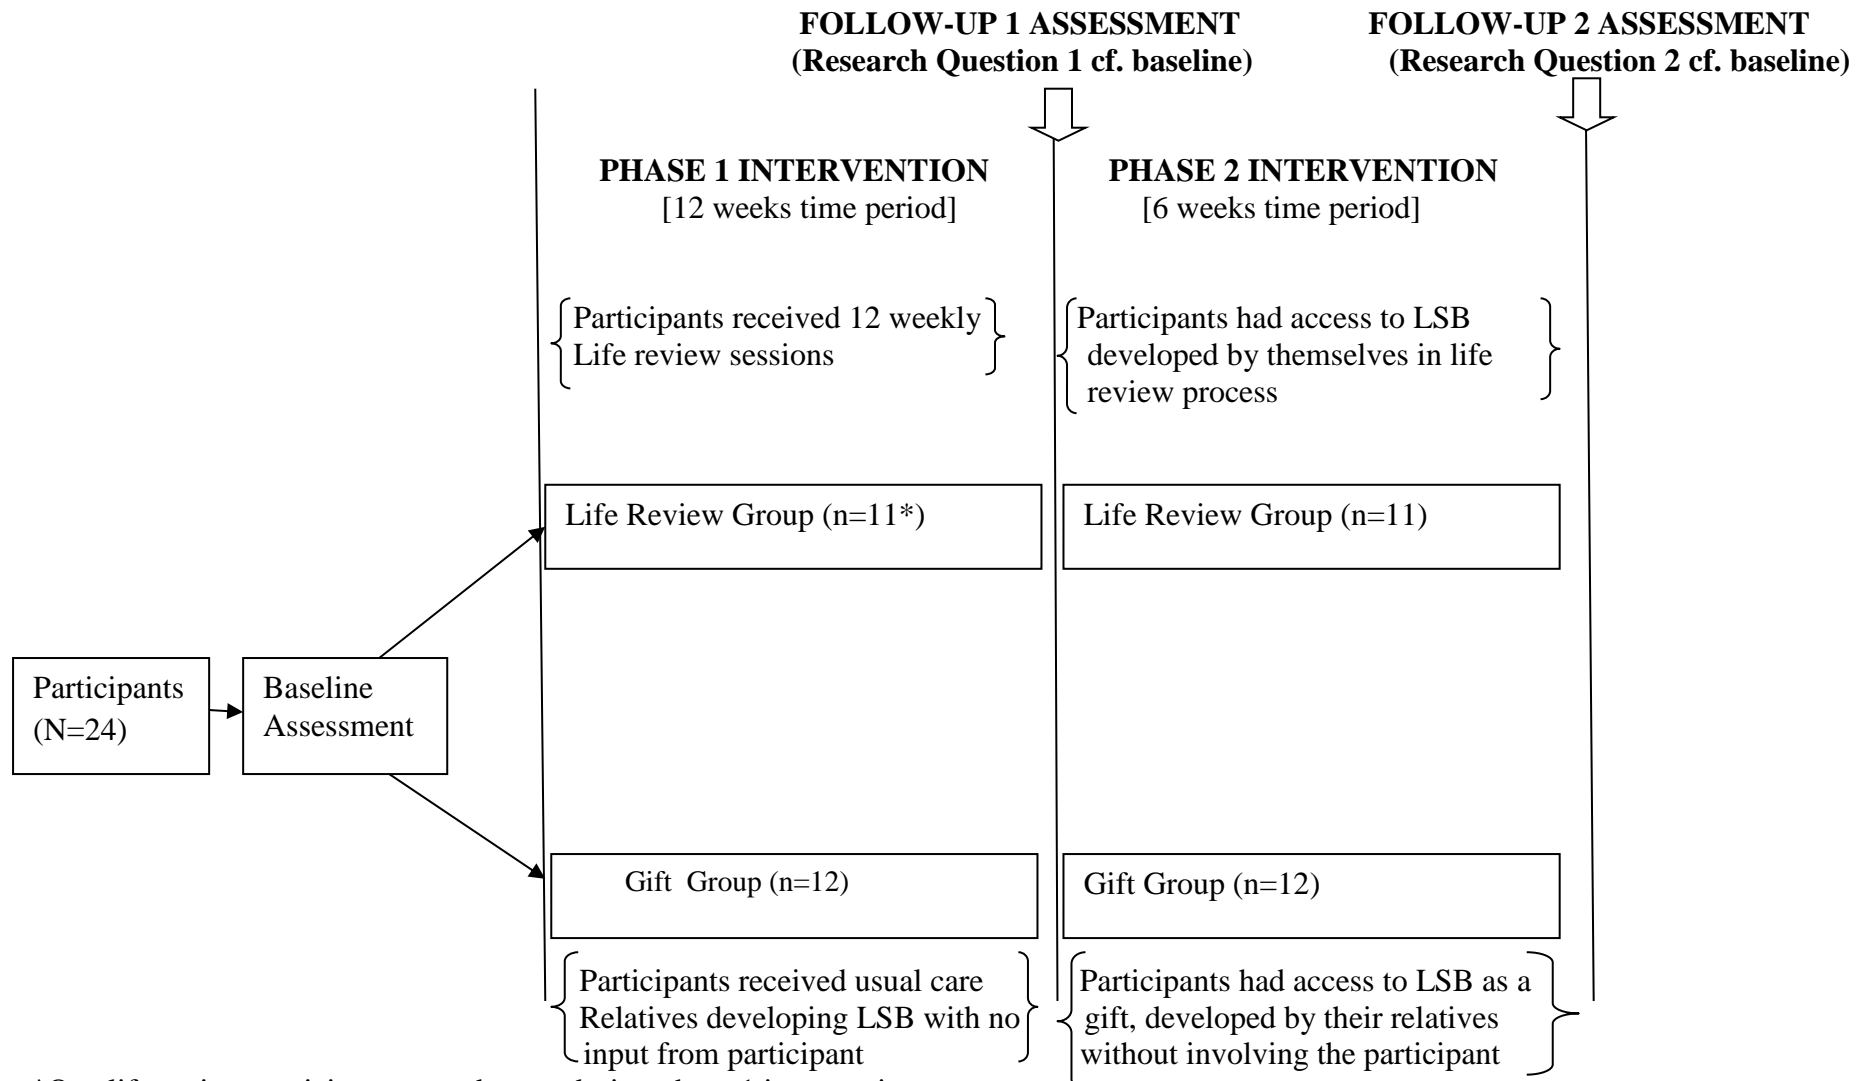 FOLLOW-UP 1 ASSESSMENT
(Research Question 1 cf. baseline)
FOLLOW-UP 2 ASSESSMENT
(Research Question 2 cf. baseline)
PHASE 1 INTERVENTION
[12 weeks time period]
PHASE 2 INTERVENTION
[6 weeks time period]
Participants received 12 weekly
Life review sessions
Participants had access to LSB
developed by themselves in life
review process
Life Review Group (n=11*)
Life Review Group (n=11)
Participants
(N=24)
Baseline
Assessment
Gift Group (n=12)
Gift Group (n=12)
Participants received usual care
Relatives developing LSB with no
input from participant
Participants had access to LSB as a
gift, developed by their relatives
without involving the participant